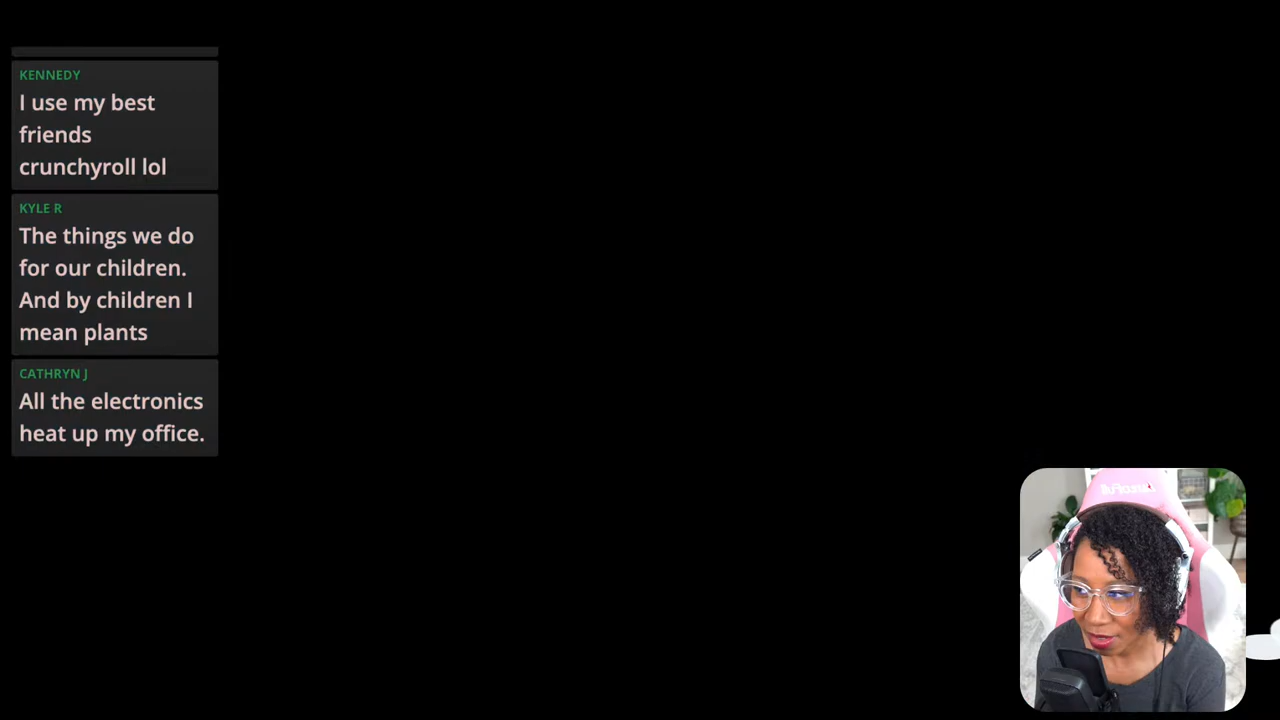 KENNEDY
I use my best
friends
crunchyroll lol
KYLE R
The things we do
for our children.
And by children I
mean plants
CATHRYN J
All the electronics
heat up my office.